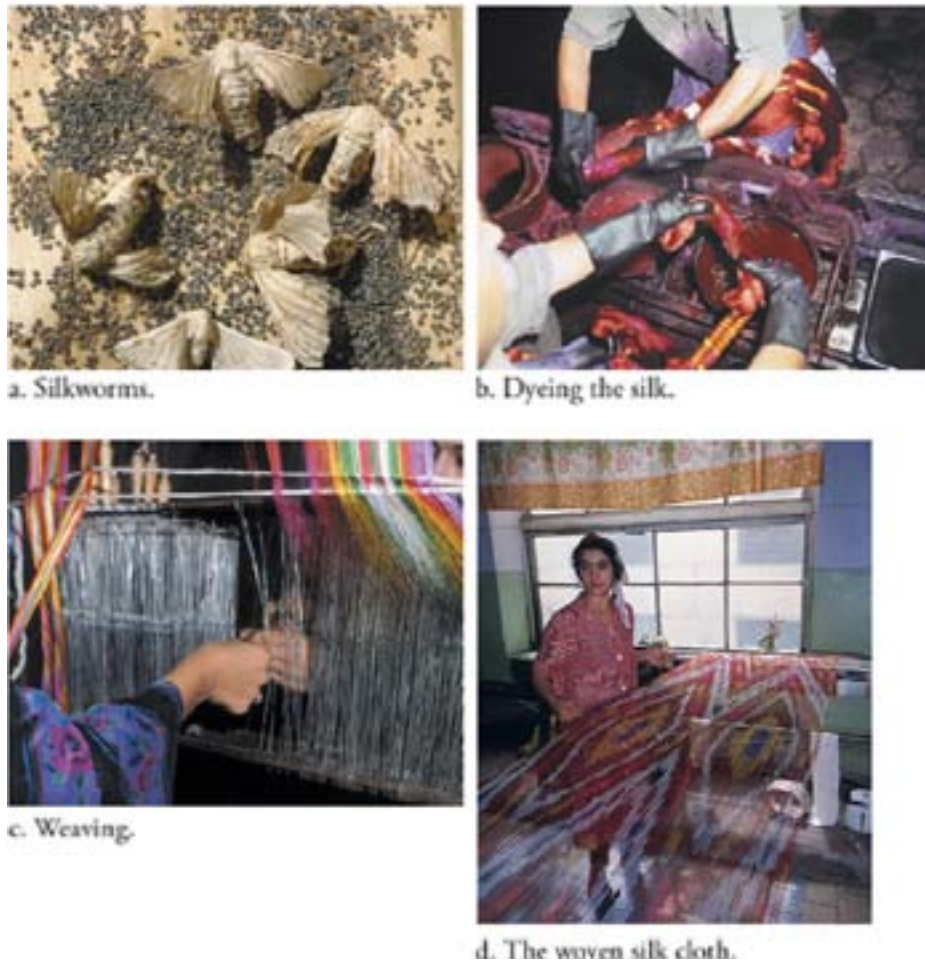 a. Silkworms.
b. Dyeing the silk.
c. Weaving.
d. The woven silk cloth.